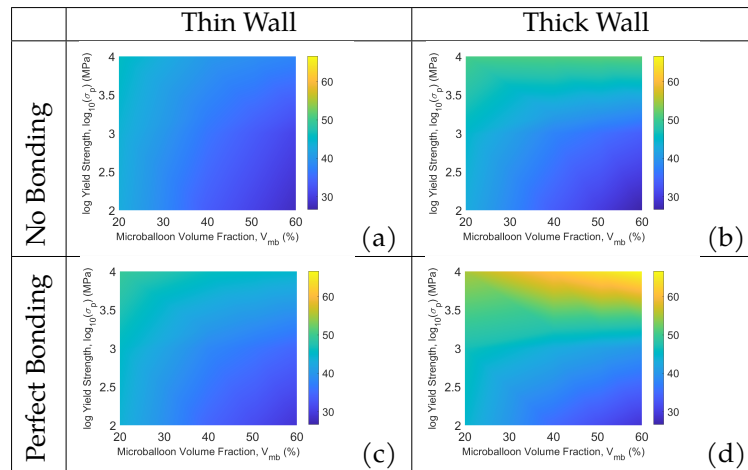 Thin Wall
Thick Wall
No Bonding
log Yield Strength, log10(σp) (MPa)
4
3.5
3
2.5
2
20 30 40 50 60
Microballoon Volume Fraction, Vmb (%)
60
50
40
30
(a)
log Yield Strength, log10(σp) (MPa)
4
3.5
3
2.5
2
20 30 40 50 60
Microballoon Volume Fraction, Vmb (%)
60
50
40
30
(b)
Perfect Bonding
log Yield Strength, log10(σp) (MPa)
4
3.5
3
2.5
2
20 30 40 50 60
Microballoon Volume Fraction, Vmb (%)
60
50
40
30
(c)
log Yield Strength, log10(σp) (MPa)
4
3.5
3
2.5
2
20 30 40 50 60
Microballoon Volume Fraction, Vmb (%)
60
50
40
30
(d)